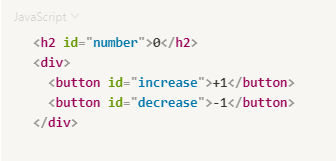 JavaScript
<h2 id="number">0</h2>
<div>
  <button id="increase">+1</button>
  <button id="decrease">-1</button>
</div>